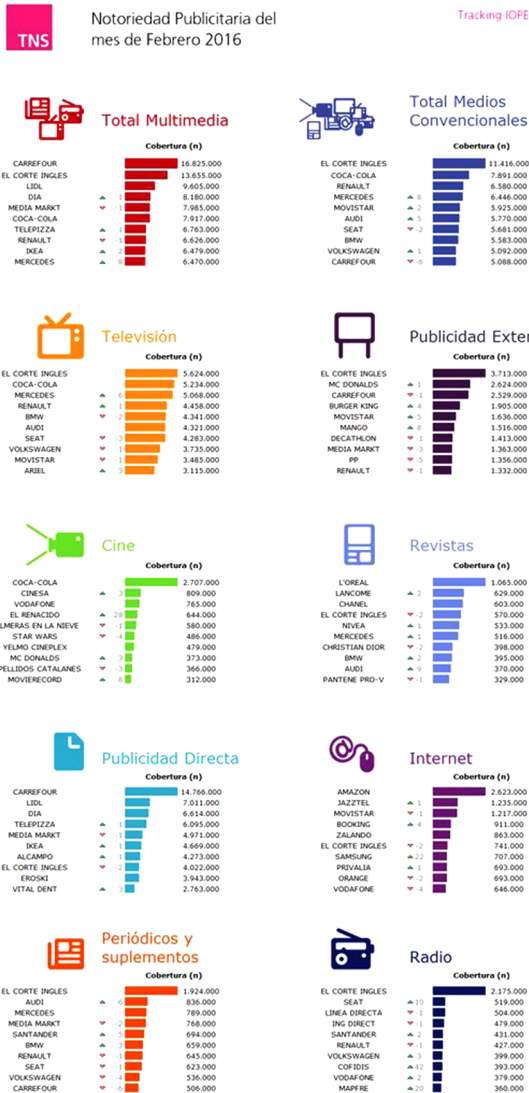 TNS
Notoriedad Publicitaria del
mes de Febrero 2016
Tracking IOPE
Total Multimedia
Cobertura (n)
CARREFOUR 16.825.000
EL CORTE INGLES 13.655.000
LIDL 9.605.000
DIA 1 8.180.000
MEDIA MARKT -1 7.985.000
COCA-COLA 7.917.000
TELEPIZZA 1 6.763.000
RENAULT -1 6.626.000
IKEA 2 6.479.000
MERCEDES 8 6.470.000
Total Medios
Convencionales
Cobertura (n)
EL CORTE INGLES 11.416.000
COCA-COLA 7.891.000
RENAULT 6.580.000
MERCEDES 8 6.446.000
MOVISTAR 2 5.925.000
AUDI 5 5.770.000
SEAT -2 5.681.000
BMW 5.583.000
VOLKSWAGEN 1 5.092.000
CARREFOUR -6 5.088.000
Televisión
Cobertura (n)
EL CORTE INGLES 5.624.000
COCA-COLA 5.234.000
MERCEDES 6 5.068.000
RENAULT 1 4.458.000
BMW -2 4.341.000
AUDI 4.321.000
SEAT -3 4.283.000
VOLKSWAGEN -1 3.735.000
MOVISTAR -1 3.485.000
ARIEL 3 3.115.000
Publicidad Exter
Cobertura (n)
EL CORTE INGLES 3.713.000
MC DONALDS 1 2.624.000
CARREFOUR -1 2.529.000
BURGER KING 4 1.905.000
MOVISTAR 5 1.636.000
MANGO 8 1.516.000
DECATHLON -1 1.413.000
MEDIA MARKT -3 1.363.000
PP -5 1.356.000
RENAULT -1 1.332.000
Cine
Cobertura (n)
COCA-COLA 2.707.000
CINESA 3 809.000
VODAFONE 765.000
EL RENACIDO 28 644.000
LMERAS EN LA NIEVE -1 580.000
STAR WARS -4 486.000
YELMO CINEPLEX 479.000
MC DONALDS 3 373.000
PELLIDOS CATALANES -3 366.000
MOVIERECORD 8 312.000
Revistas
Cobertura (n)
L'OREAL 1.065.000
LANCOME 2 629.000
CHANEL 603.000
EL CORTE INGLES -2 570.000
NIVEA 1 533.000
MERCEDES 1 516.000
CHRISTIAN DIOR -2 398.000
BMW 2 395.000
AUDI 9 370.000
PANTENE PRO-V -1 329.000
Publicidad Directa
Cobertura (n)
CARREFOUR 14.766.000
LIDL 7.011.000
DIA 6.614.000
TELEPIZZA 1 6.095.000
MEDIA MARKT -1 4.971.000
IKEA 1 4.669.000
ALCAMPO 1 4.273.000
EL CORTE INGLES -2 4.022.000
EROSKI 3.943.000
VITAL DENT 3 2.763.000
Internet
Cobertura (n)
AMAZON 2.623.000
JAZZTEL 1 1.235.000
MOVISTAR -1 1.217.000
BOOKING 4 911.000
ZALANDO 863.000
EL CORTE INGLES -2 741.000
SAMSUNG 22 707.000
PRIVALIA 1 693.000
ORANGE -2 693.000
VODAFONE -4 646.000
Periódicos y
suplementos
Cobertura (n)
EL CORTE INGLES 1.924.000
AUDI 6 836.000
MERCEDES 789.000
MEDIA MARKT -2 768.000
SANTANDER 5 694.000
BMW 3 659.000
RENAULT -1 645.000
SEAT -1 623.000
VOLKSWAGEN -4 536.000
CARREFOUR -6 506.000
Radio
Cobertura (n)
EL CORTE INGLES 2.175.000
SEAT 10 519.000
LINEA DIRECTA -1 504.000
ING DIRECT -1 479.000
SANTANDER 2 431.000
RENAULT -1 427.000
VOLKSWAGEN 3 399.000
COFIDIS 42 393.000
VODAFONE 2 379.000
MAPFRE 20 360.000